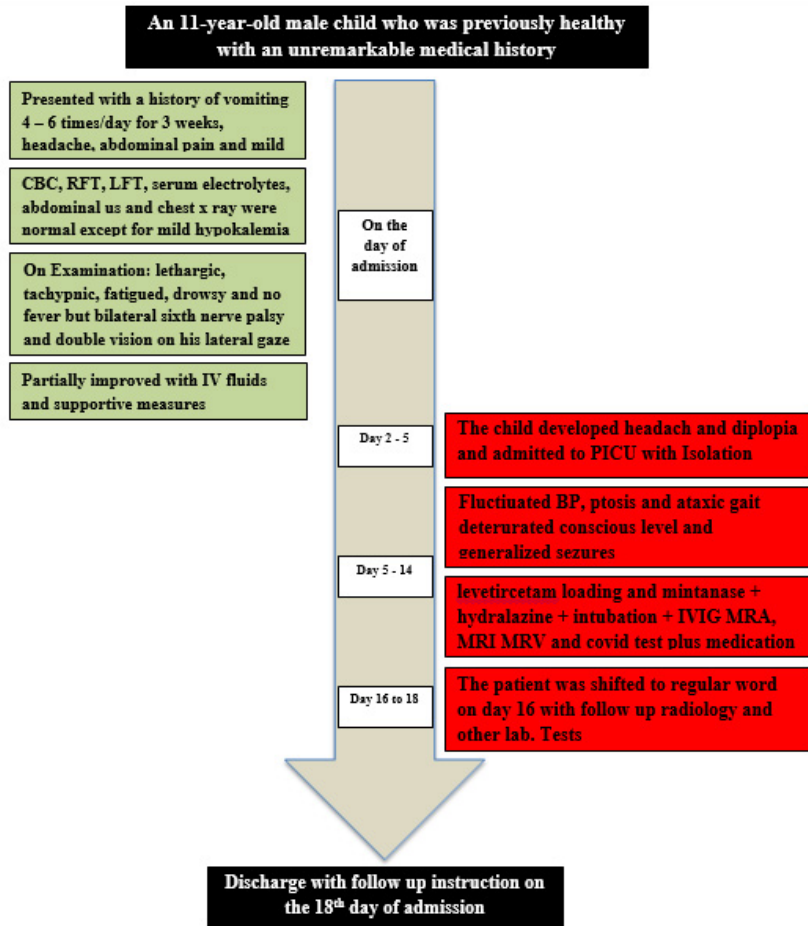 An 11-year-old male child who was previously healthy
with an unremarkable medical history
Presented with a history of vomiting
4 – 6 times/day for 3 weeks,
headache, abdominal pain and mild
CBC, RFT, LFT, serum electrolytes,
abdominal us and chest x ray were
normal except for mild hypokalemia
On the
day of
admission
On Examination: lethargic,
tachypnic, fatigued, drowsy and no
fever but bilateral sixth nerve palsy
and double vision on his lateral gaze
Partially improved with IV fluids
and supportive measures
Day 2 - 5
The child developed headach and diplopia
and admitted to PICU with Isolation
Fluctiuated BP, ptosis and ataxic gait
deterurated conscious level and
generalized sezures
Day 5 - 14
levetircetam loading and mintanase +
hydralazine + intubation + IVIG MRA,
MRI MRV and covid test plus medication
Day 16 to 18
The patient was shifted to regular word
on day 16 with follow up radiology and
other lab. Tests
Discharge with follow up instruction on
the 18th day of admission